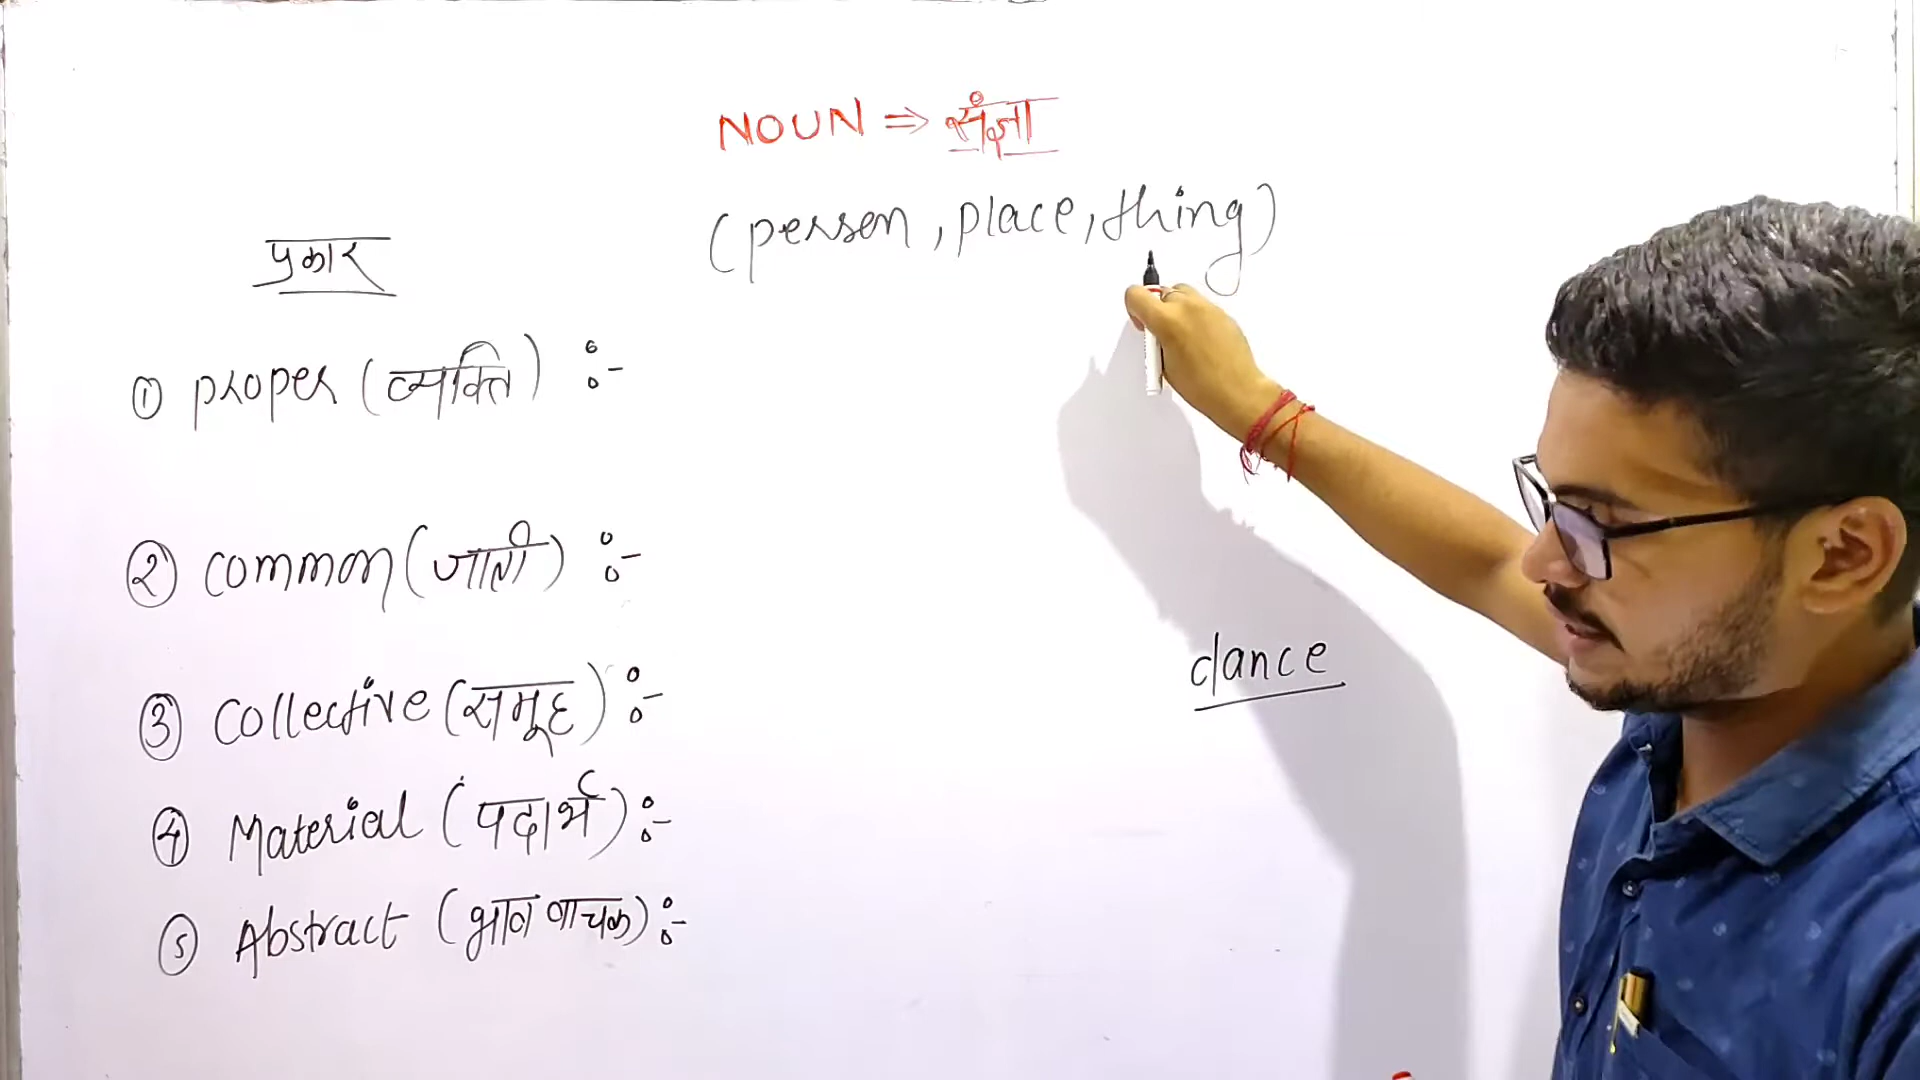 NOUN ⇒ संज्ञा
(person, place, thing)
प्रकार
① proper (व्यक्ति) :-
② common (जाती) :-
③ Collective (समूह) :-
④ Material (पदार्थ) :-
⑤ Abstract (भाव वाचक) :-
dance